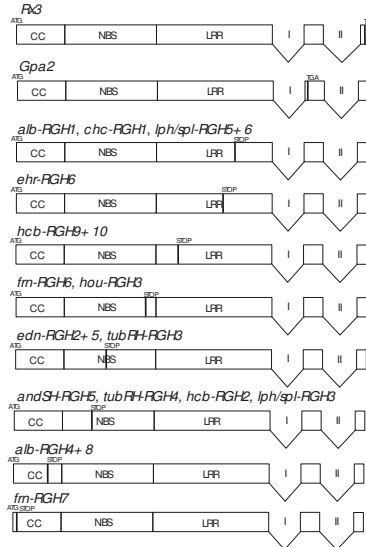 Rx3
ATG T
CC NBS LRR I II
Gpa2
ATG TGA
CC NBS LRR I II
alb-RGH1, chc-RGH1, lph/spl-RGH5+ 6
ATG STOP
CC NBS LRR I II
ehr-RGH6
ATG STOP
CC NBS LRR I II
hcb-RGH9+ 10
ATG STOP
CC NBS LRR I II
frn-RGH6, hou-RGH3
ATG STOP
CC NBS LRR I II
edn-RGH2+ 5, tubRH-RGH3
ATG STOP
CC NBS LRR I II
andSH-RGH5, tubRH-RGH4, hcb-RGH2, lph/spl-RGH3
ATG STOP
CC NBS LRR I II
alb-RGH4+ 8
ATG STOP
CC NBS LRR I II
frn-RGH7
ATG STOP
CC NBS LRR I II